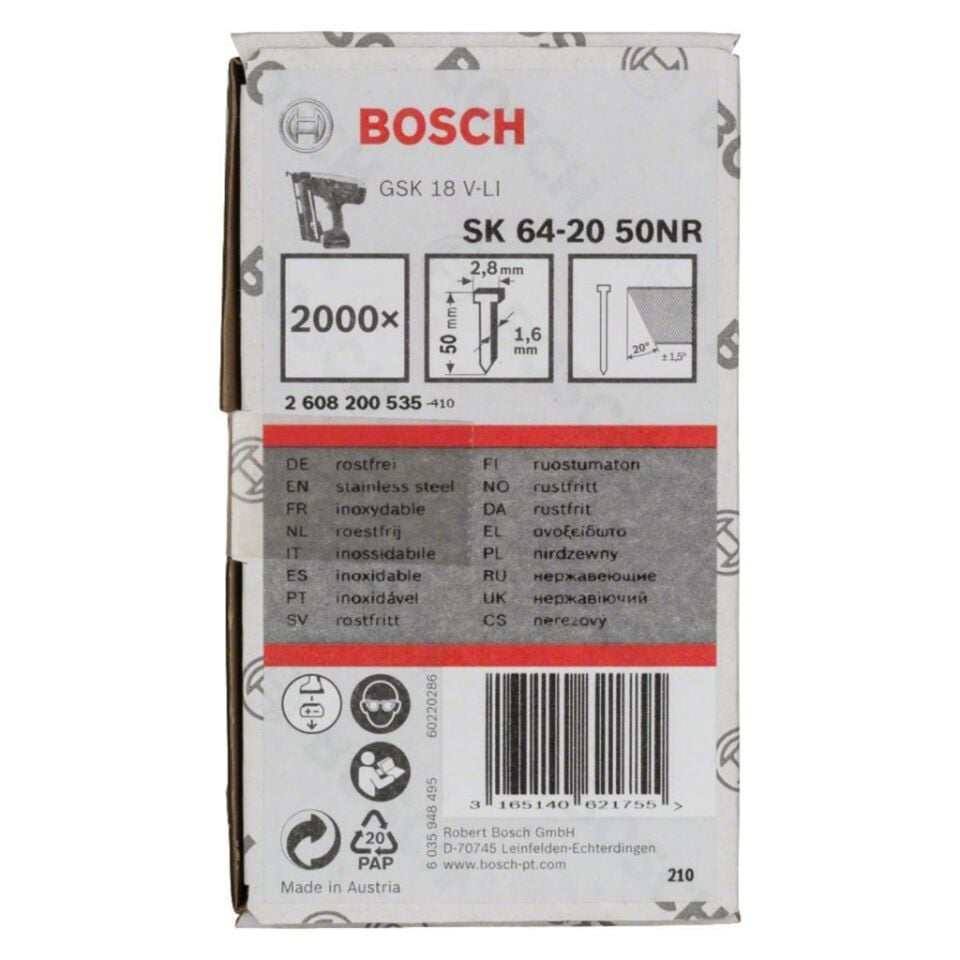 BOSCH
GSK 18 V-LI
SK 64-20 50NR
2000×
2,8 mm
50 mm
1,6 mm
20°
± 1,5°
2 608 200 535 -410
DE rostfrei
EN stainless steel
FR inoxydable
NL roestfrij
IT inossidabile
ES inoxidable
PT inoxidável
SV rostfritt
FI ruostumaton
NO rustfritt
DA rustfrit
EL ανοξείδωτο
PL nirdzewny
RU нержавеющие
UK нержавіючий
CS nerezový
60220286
6 035 948 495
3 165140 621755 >
20
PAP
Made in Austria
Robert Bosch GmbH
D-70745 Leinfelden-Echterdingen
www.bosch-pt.com
210